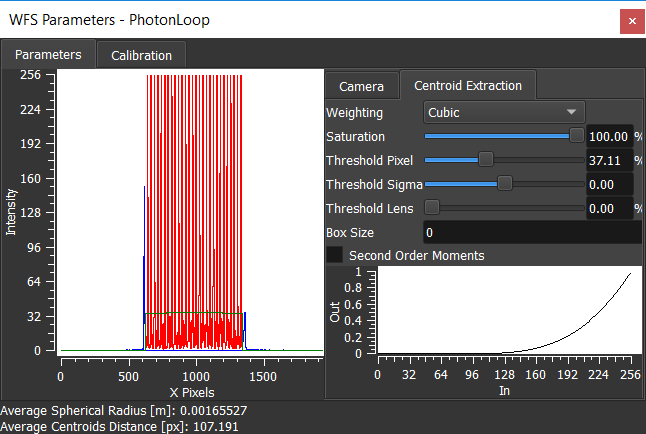 WFS Parameters - PhotonLoop
Parameters
Calibration
256
224
192
160
128
96
64
32
0
Intensity
0
500
1000
1500
X Pixels
Camera
Centroid Extraction
Weighting
Cubic
Saturation
100.00 %
Threshold Pixel
37.11 %
Threshold Sigma
0.00
Threshold Lens
0.00 %
Box Size
0
Second Order Moments
1
0.8
0.6
0.4
0.2
0
Out
0
32
64
96
128
160
192
224
256
In
Average Spherical Radius [m]: 0.00165527
Average Centroids Distance [px]: 107.191